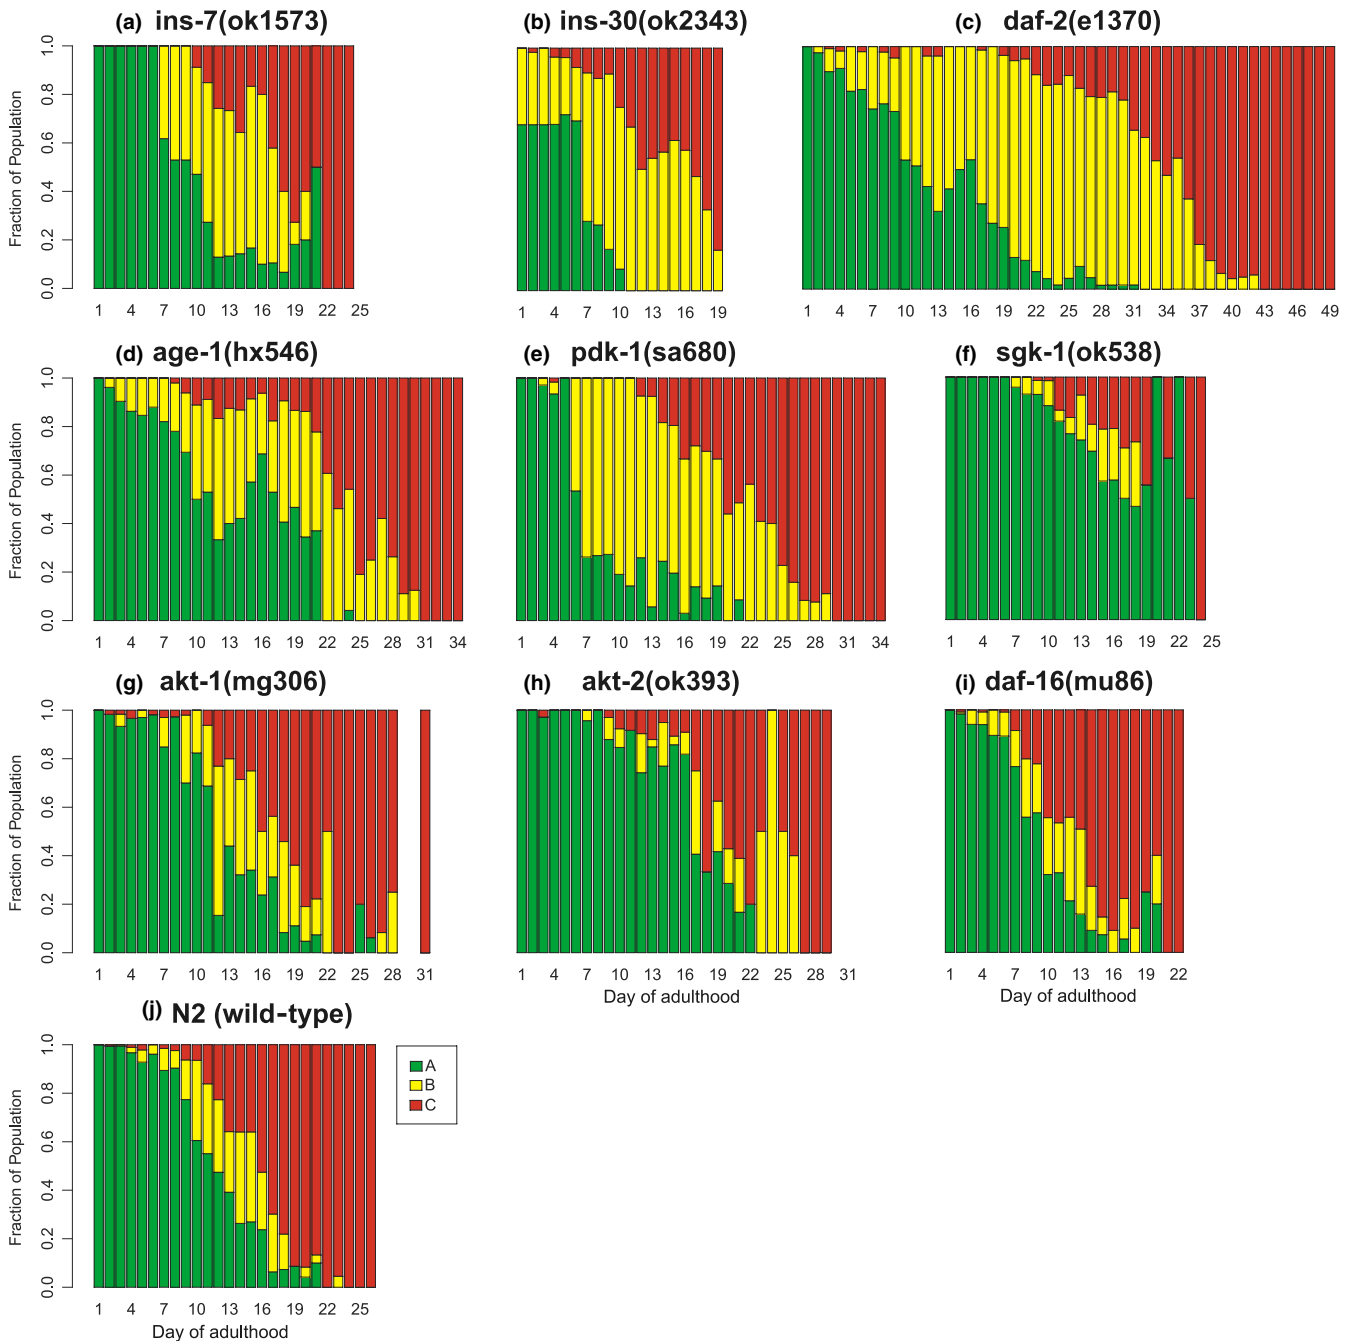 (a) ins-7(ok1573)
(b) ins-30(ok2343)
(c) daf-2(e1370)
Fraction of Population
0.0 0.2 0.4 0.6 0.8 1.0
1 4 7 10 13 16 19 22 25
1 4 7 10 13 16 19
1 4 7 10 13 16 19 22 25 28 31 34 37 40 43 46 49
(d) age-1(hx546)
(e) pdk-1(sa680)
(f) sgk-1(ok538)
Fraction of Population
0.0 0.2 0.4 0.6 0.8 1.0
1 4 7 10 13 16 19 22 25 28 31 34
1 4 7 10 13 16 19 22 25 28 31 34
1 4 7 10 13 16 19 22 25
(g) akt-1(mg306)
(h) akt-2(ok393)
(i) daf-16(mu86)
Fraction of Population
0.0 0.2 0.4 0.6 0.8 1.0
1 4 7 10 13 16 19 22 25 28 31
1 4 7 10 13 16 19 22 25 28 31
1 4 7 10 13 16 19 22
Day of adulthood
Day of adulthood
(j) N2 (wild-type)
Fraction of Population
0.0 0.2 0.4 0.6 0.8 1.0
A
B
C
1 4 7 10 13 16 19 22 25
Day of adulthood